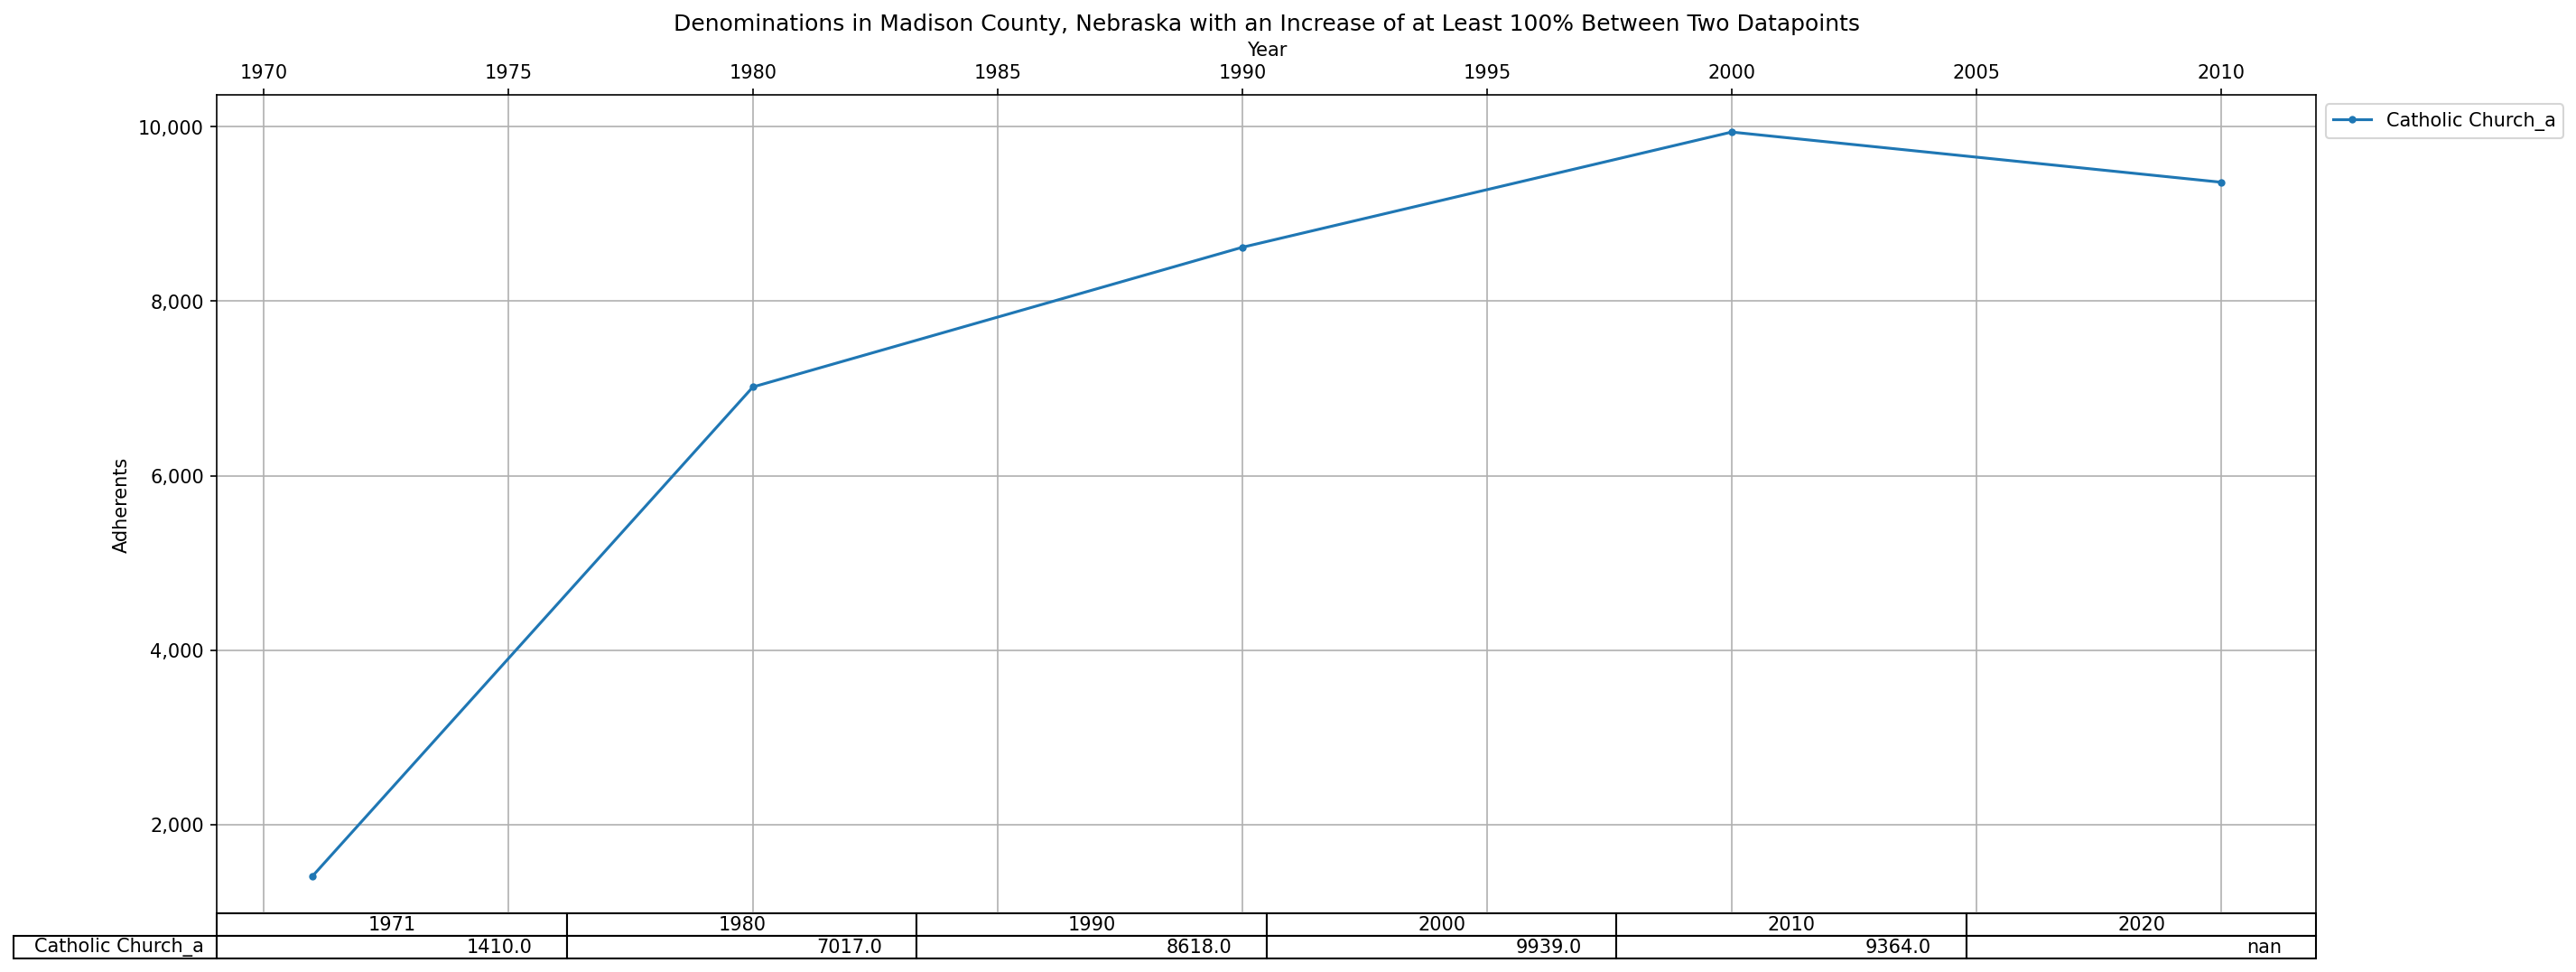 Denominations in Madison County, Nebraska with an Increase of at Least 100% Between Two Datapoints
Year
1970 1975 1980 1985 1990 1995 2000 2005 2010
Catholic Church_a
10,000
8,000
6,000
4,000
2,000
Adherents
1971 1980 1990 2000 2010 2020
Catholic Church_a 1410.0 7017.0 8618.0 9939.0 9364.0 nan